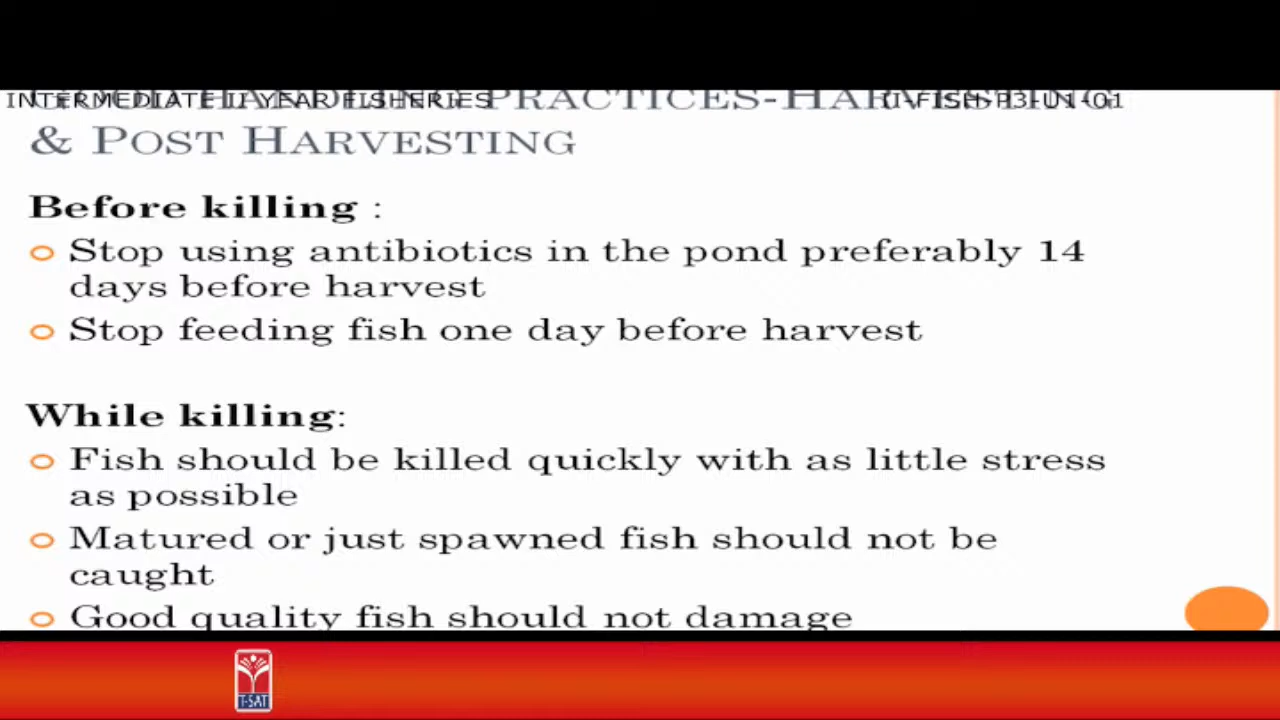 INTERMEDIATE II YEAR FISHERIES
PRACTICES-HARVESTING
& POST HARVESTING
Before killing :
Stop using antibiotics in the pond preferably 14
days before harvest
Stop feeding fish one day before harvest
While killing:
Fish should be killed quickly with as little stress
as possible
Matured or just spawned fish should not be
caught
Good quality fish should not damage
T-SAT